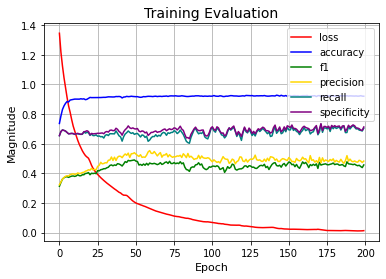 Training Evaluation
Magnitude
1.4
1.2
1.0
0.8
0.6
0.4
0.2
0.0
loss
accuracy
f1
precision
recall
specificity
0 25 50 75 100 125 150 175 200
Epoch